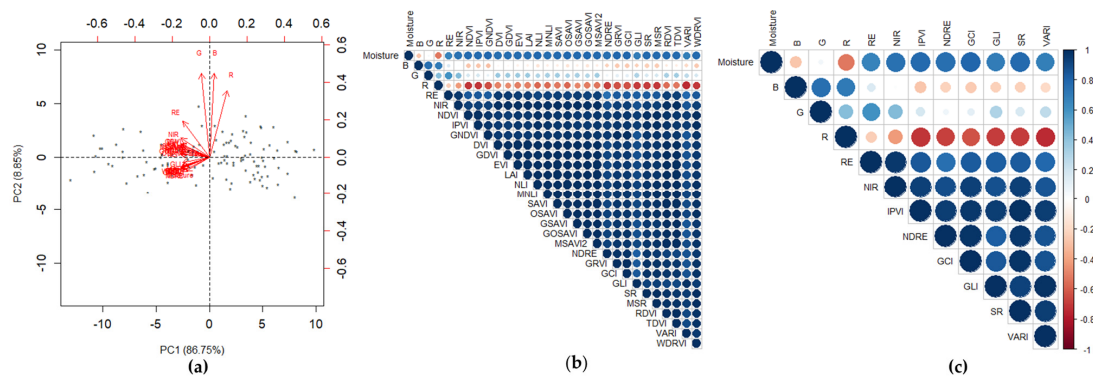 -0.6 -0.4 -0.2 0.0 0.2 0.4 0.6
10
5
0
-5
-10
0.6
0.4
0.2
0.0
-0.2
-0.4
-0.6
G
B
R
RE
NIR
PC2 (8.85%)
-10 -5 0 5 10
PC1 (86.75%)
(a)
Moisture B G R RE NIR NDVI IPVI GNDVI DVI GDVI EVI LAI NLI MNLI SAVI OSAVI GSAVI GOSAVI MSAVI2 NDRE GRVI GCI GLI SR MSR RDVI TDVI VARI WDRVI
Moisture
B
G
R
RE
NIR
NDVI
IPVI
GNDVI
DVI
GDVI
EVI
LAI
NLI
MNLI
SAVI
OSAVI
GSAVI
GOSAVI
MSAVI2
NDRE
GRVI
GCI
GLI
SR
MSR
RDVI
TDVI
VARI
WDRVI
(b)
Moisture B G R RE NIR IPVI NDRE GCI GLI SR VARI
Moisture
B
G
R
RE
NIR
IPVI
NDRE
GCI
GLI
SR
VARI
1
0.8
0.6
0.4
0.2
0
-0.2
-0.4
-0.6
-0.8
-1
(c)